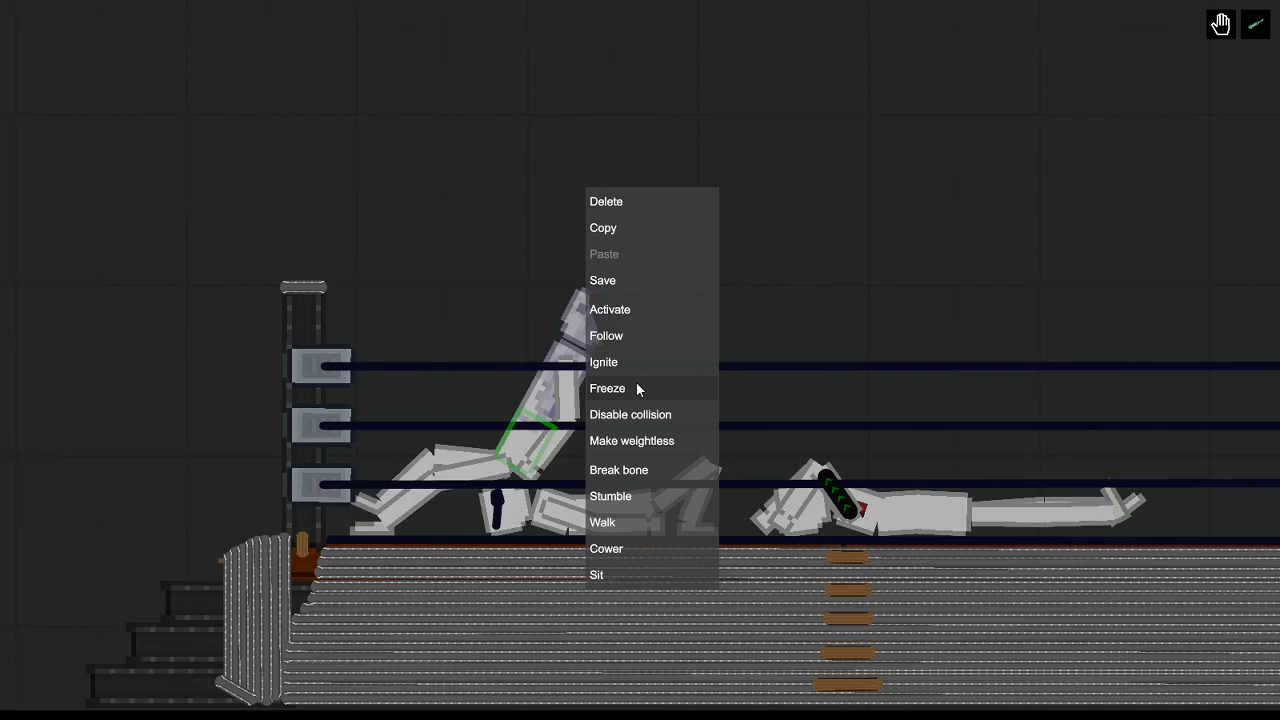 Delete
Copy
Paste
Save
Activate
Follow
Ignite
Freeze
Disable collision
Make weightless
Break bone
Stumble
Walk
Cower
Sit